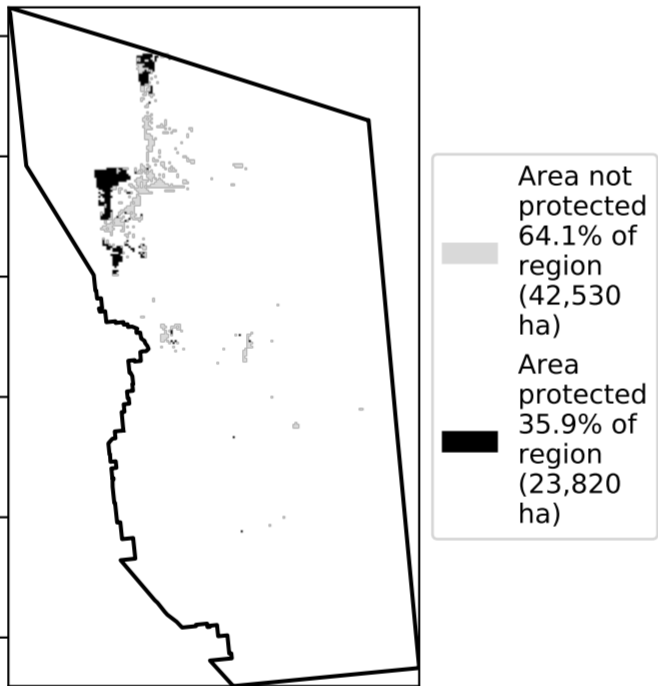 Area not
protected
64.1% of
region
(42,530
ha)
Area
protected
35.9% of
region
(23,820
ha)